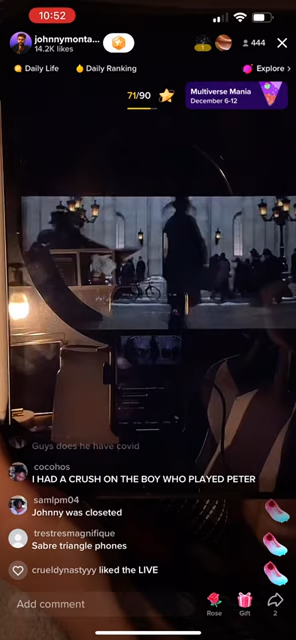 10:52
johnnymonta...
14.2K likes
444
Daily Life
Daily Ranking
Explore >
71/90
Multiverse Mania
December 6-12
Guys does he have covid
cocohos
I HAD A CRUSH ON THE BOY WHO PLAYED PETER
samlpm04
Johnny was closeted
trestresmagnifique
Sabre triangle phones
crueldynastyyy liked the LIVE
Add comment
Rose
Gift
2